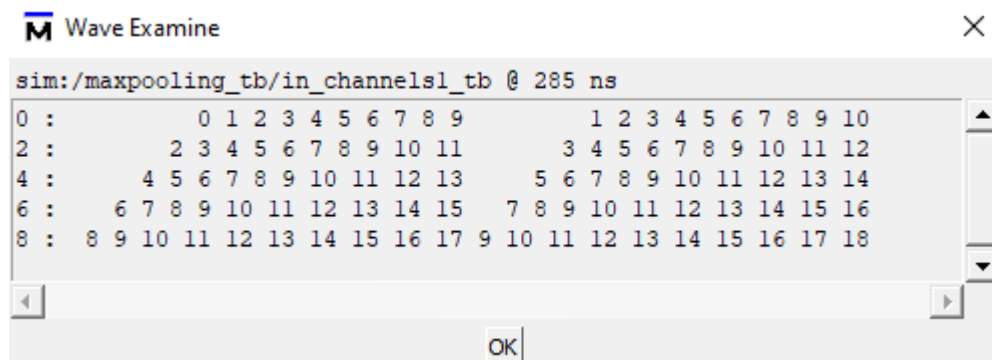 M Wave Examine
sim:/maxpooling_tb/in_channels1_tb @ 285 ns
0 : 0 1 2 3 4 5 6 7 8 9 1 2 3 4 5 6 7 8 9 10
2 : 2 3 4 5 6 7 8 9 10 11 3 4 5 6 7 8 9 10 11 12
4 : 4 5 6 7 8 9 10 11 12 13 5 6 7 8 9 10 11 12 13 14
6 : 6 7 8 9 10 11 12 13 14 15 7 8 9 10 11 12 13 14 15 16
8 : 8 9 10 11 12 13 14 15 16 17 9 10 11 12 13 14 15 16 17 18
OK